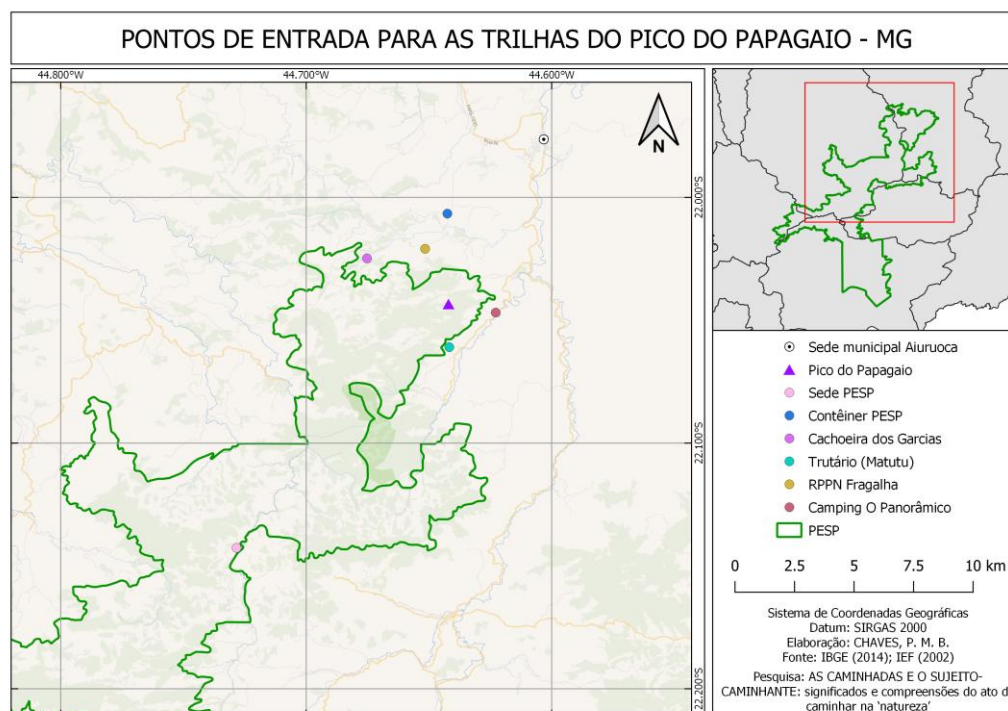 PONTOS DE ENTRADA PARA AS TRILHAS DO PICO DO PAPAGAIO - MG
44.800°W
44.700°W
44.600°W
N
22.000°S
22.100°S
22.200°S
Sede municipal Aiuruoca
Pico do Papagaio
Sede PESP
Contêiner PESP
Cachoeira dos Garcias
Trutário (Matutu)
RPPN Fragalha
Camping O Panorâmico
PESP
0 2.5 5 7.5 10 km
Sistema de Coordenadas Geográficas
Datum: SIRGAS 2000
Elaboração: CHAVES, P. M. B.
Fonte: IBGE (2014); IEF (2002)
Pesquisa: AS CAMINHADAS E O SUJEITO-
CAMINHANTE: significados e compreensões do ato d
caminhar na 'natureza'